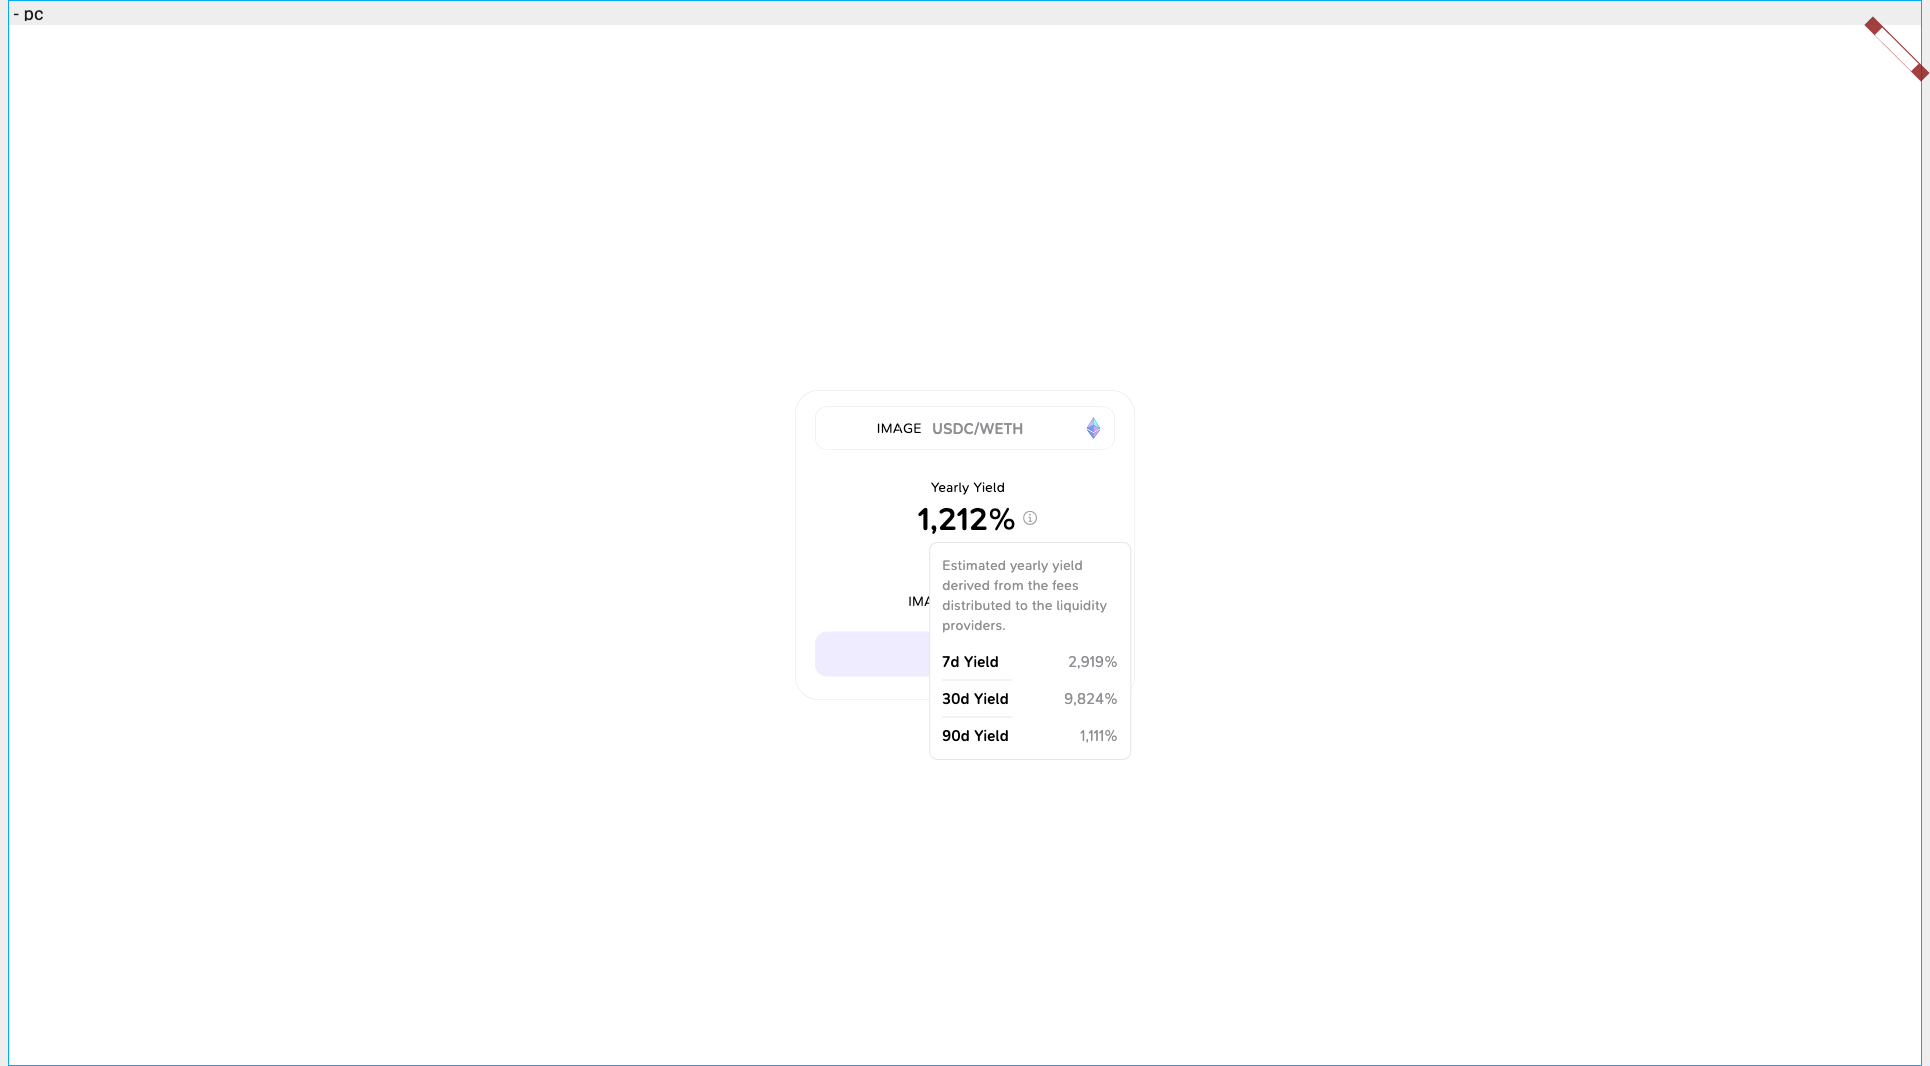 - pc
IMAGE USDC/WETH
Yearly Yield
1,212%
Estimated yearly yield
derived from the fees
distributed to the liquidity
providers.
7d Yield 2,919%
30d Yield 9,824%
90d Yield 1,111%